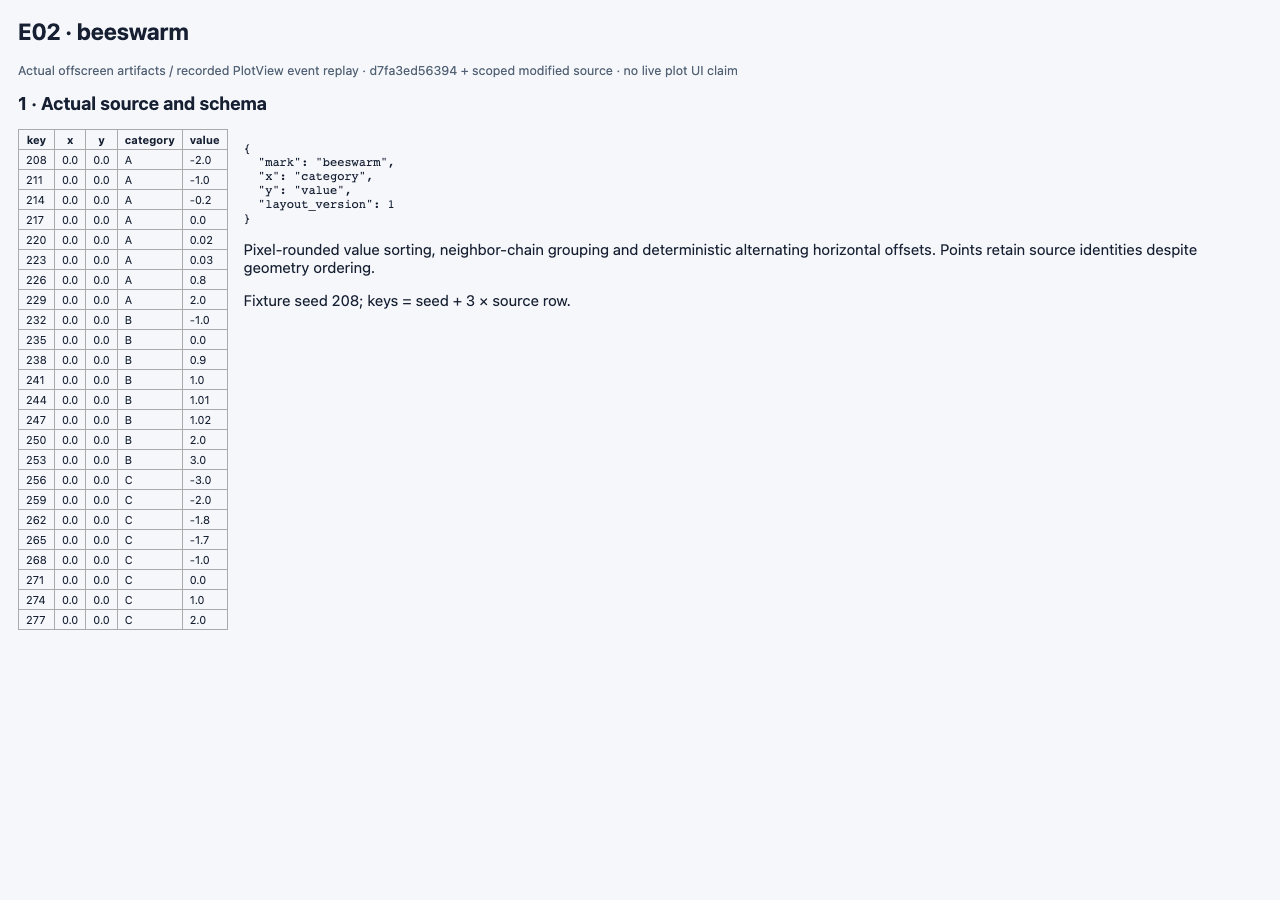 E02 · beeswarm
Actual offscreen artifacts / recorded PlotView event replay · d7fa3ed56394 + scoped modified source · no live plot UI claim
1 · Actual source and schema
key x y category value
208 0.0 0.0 A -2.0
211 0.0 0.0 A -1.0
214 0.0 0.0 A -0.2
217 0.0 0.0 A 0.0
220 0.0 0.0 A 0.02
223 0.0 0.0 A 0.03
226 0.0 0.0 A 0.8
229 0.0 0.0 A 2.0
232 0.0 0.0 B -1.0
235 0.0 0.0 B 0.0
238 0.0 0.0 B 0.9
241 0.0 0.0 B 1.0
244 0.0 0.0 B 1.01
247 0.0 0.0 B 1.02
250 0.0 0.0 B 2.0
253 0.0 0.0 B 3.0
256 0.0 0.0 C -3.0
259 0.0 0.0 C -2.0
262 0.0 0.0 C -1.8
265 0.0 0.0 C -1.7
268 0.0 0.0 C -1.0
271 0.0 0.0 C 0.0
274 0.0 0.0 C 1.0
277 0.0 0.0 C 2.0
{
  "mark": "beeswarm",
  "x": "category",
  "y": "value",
  "layout_version": 1
}
Pixel-rounded value sorting, neighbor-chain grouping and deterministic alternating horizontal offsets. Points retain source identities despite
geometry ordering.
Fixture seed 208; keys = seed + 3 × source row.